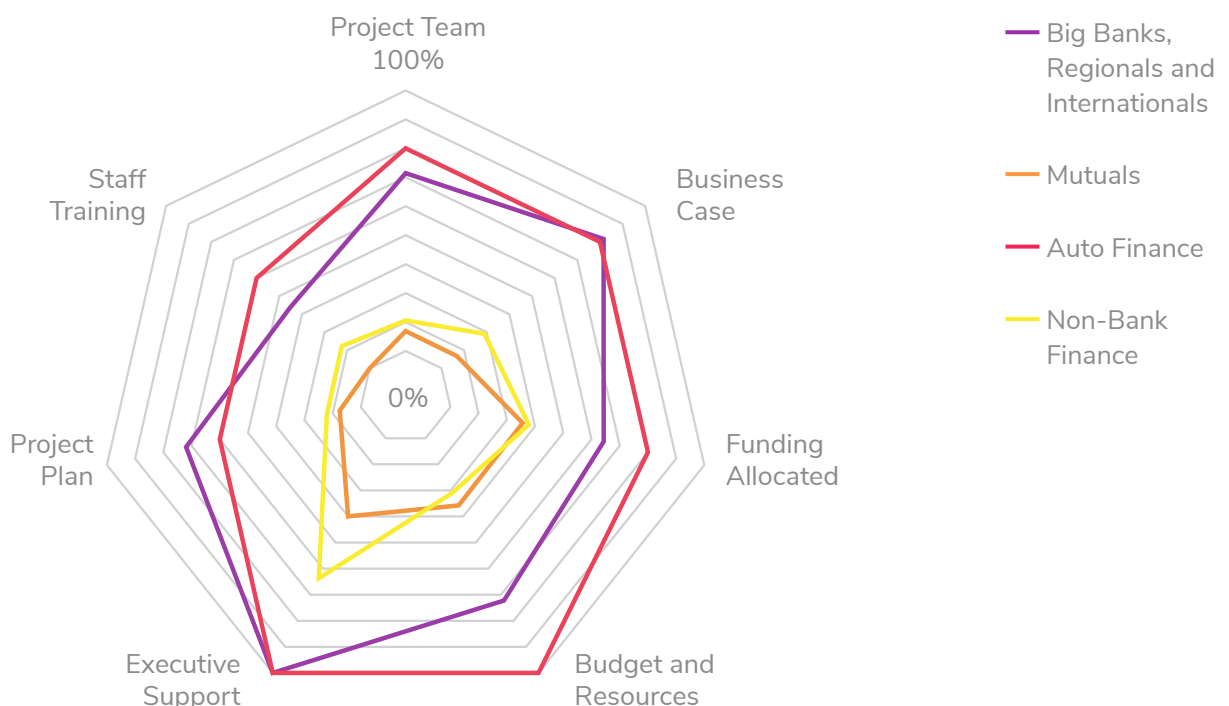 Project Team
100%
Staff
Training
Business
Case
0%
Project
Plan
Funding
Allocated
Executive
Support
Budget and
Resources
Big Banks,
Regionals and
Internationals
Mutuals
Auto Finance
Non-Bank
Finance